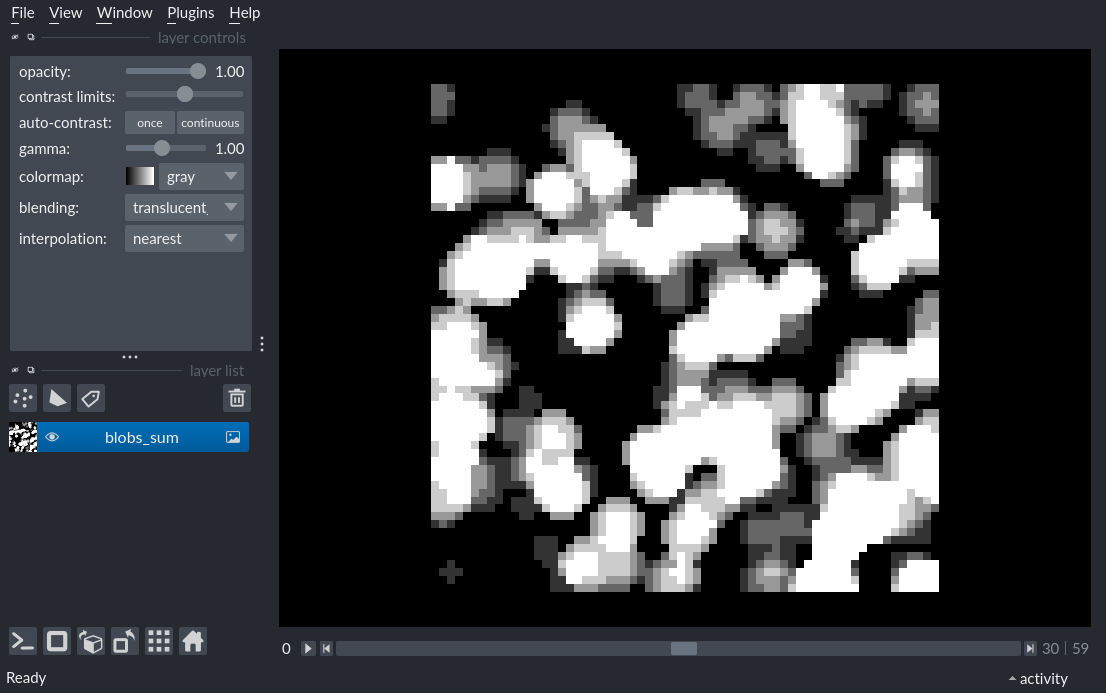 File View Window Plugins Help
layer controls
opacity: 1.00
contrast limits:
auto-contrast: once continuous
gamma: 1.00
colormap: gray
blending: translucent
interpolation: nearest
layer list
blobs_sum
0 30 | 59
Ready activity